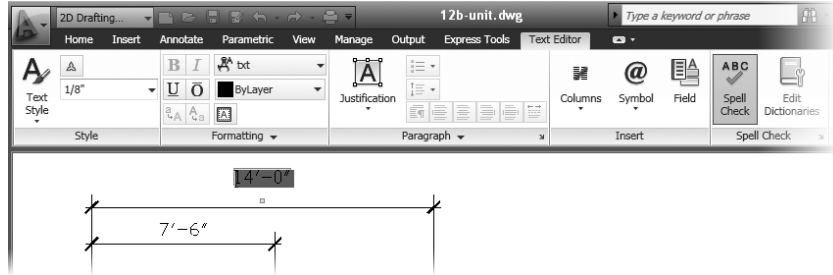 2D Drafting... 12b-unit.dwg Type a keyword or phrase
Home Insert Annotate Parametric View Manage Output Express Tools Text Editor
A
Text Style
1/8"
Style
B I txt
U O ByLayer
Formatting
A
Justification
Paragraph
Columns
@
Symbol
Field
Insert
ABC
Spell Check
Edit Dictionaries
Spell Check
14'-0"
7'-6"